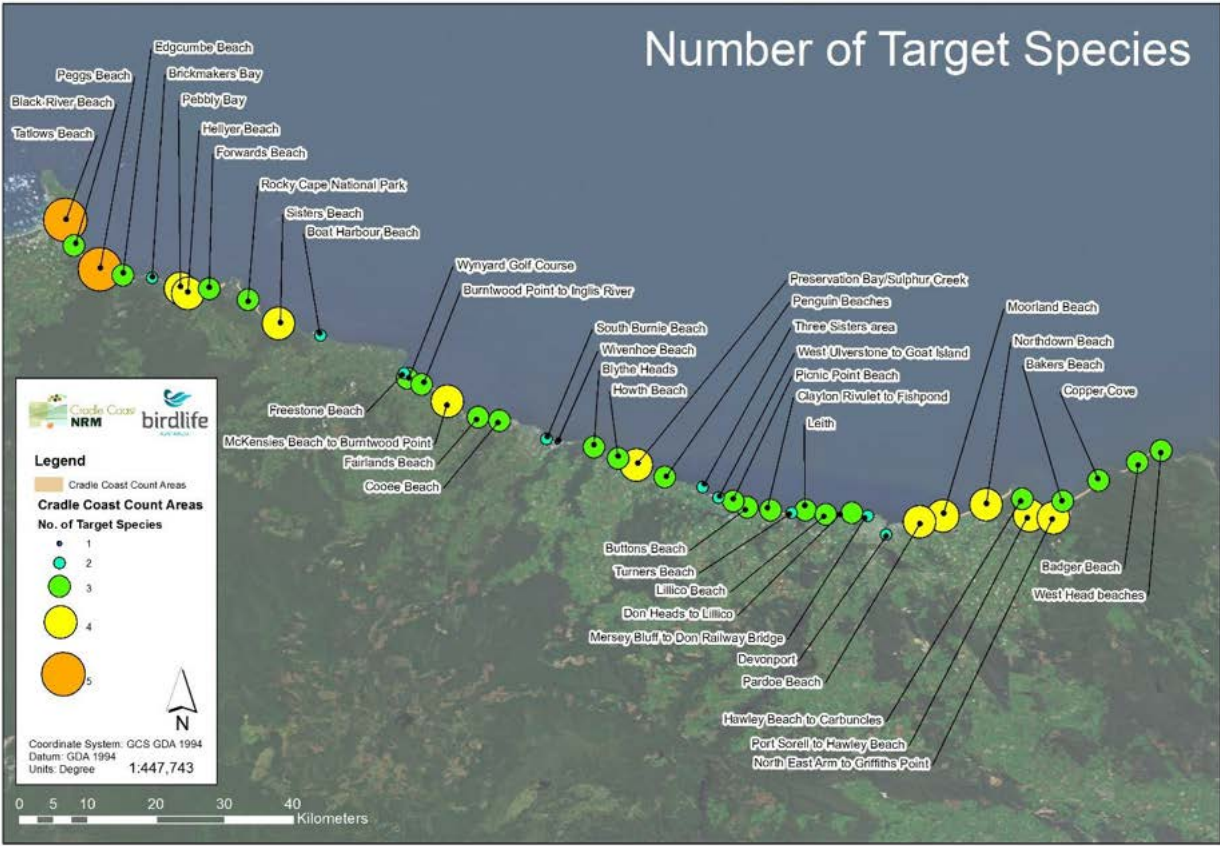 Number of Target Species
Edgcumbe Beach
Peggs Beach
Brickmakers Bay
Black River Beach
Pebbly Bay
Tatlows Beach
Hellyer Beach
Forwards Beach
Rocky Cape National Park
Sisters Beach
Boat Harbour Beach
Wynyard Golf Course
Burntwood Point to Inglis River
South Burnie Beach
Wivenhoe Beach
Blythe Heads
Howth Beach
Preservation Bay/Sulphur Creek
Penguin Beaches
Three Sisters area
West Ulverstone to Goat Island
Picnic Point Beach
Clayton Rivulet to Fishpond
Leith
Moorland Beach
Northdown Beach
Bakers Beach
Copper Cove
Freestone Beach
McKensies Beach to Burntwood Point
Fairlands Beach
Cooee Beach
Buttons Beach
Turners Beach
Lillico Beach
Don Heads to Lillico
Mersey Bluff to Don Railway Bridge
Devonport
Pardoe Beach
Hawley Beach to Carbuncles
Port Sorell to Hawley Beach
North East Arm to Griffiths Point
Badger Beach
West Head beaches
Cradle Coast
NRM
birdlife
Legend
Cradle Coast Count Areas
Cradle Coast Count Areas
No. of Target Species
1
2
3
4
5
N
Coordinate System: GCS GDA 1994
Datum: GDA 1994
Units: Degree 1:447,743
0 5 10 20 30 40
Kilometers